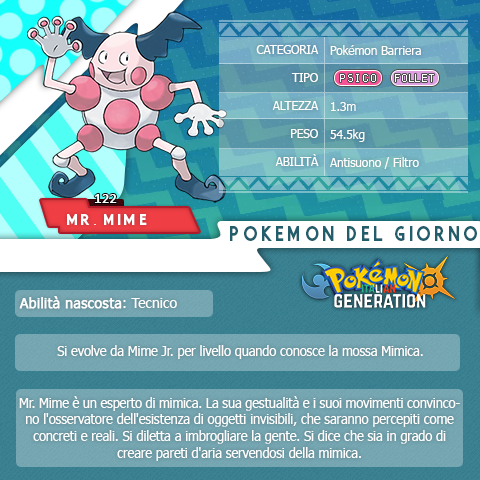 CATEGORIA Pokémon Barriera
TIPO PSICO FOLLET
ALTEZZA 1.3m
PESO 54.5kg
ABILITÀ Antisuono / Filtro
122
MR. MIME
POKEMON DEL GIORNO
Pokémon
ITALIAN
GENERATION
Abilità nascosta: Tecnico
Si evolve da Mime Jr. per livello quando conosce la mossa Mimica.
Mr. Mime è un esperto di mimica. La sua gestualità e i suoi movimenti convinco-
no l'osservatore dell'esistenza di oggetti invisibili, che saranno percepiti come
concreti e reali. Si diletta a imbrogliare la gente. Si dice che sia in grado di
creare pareti d'aria servendosi della mimica.